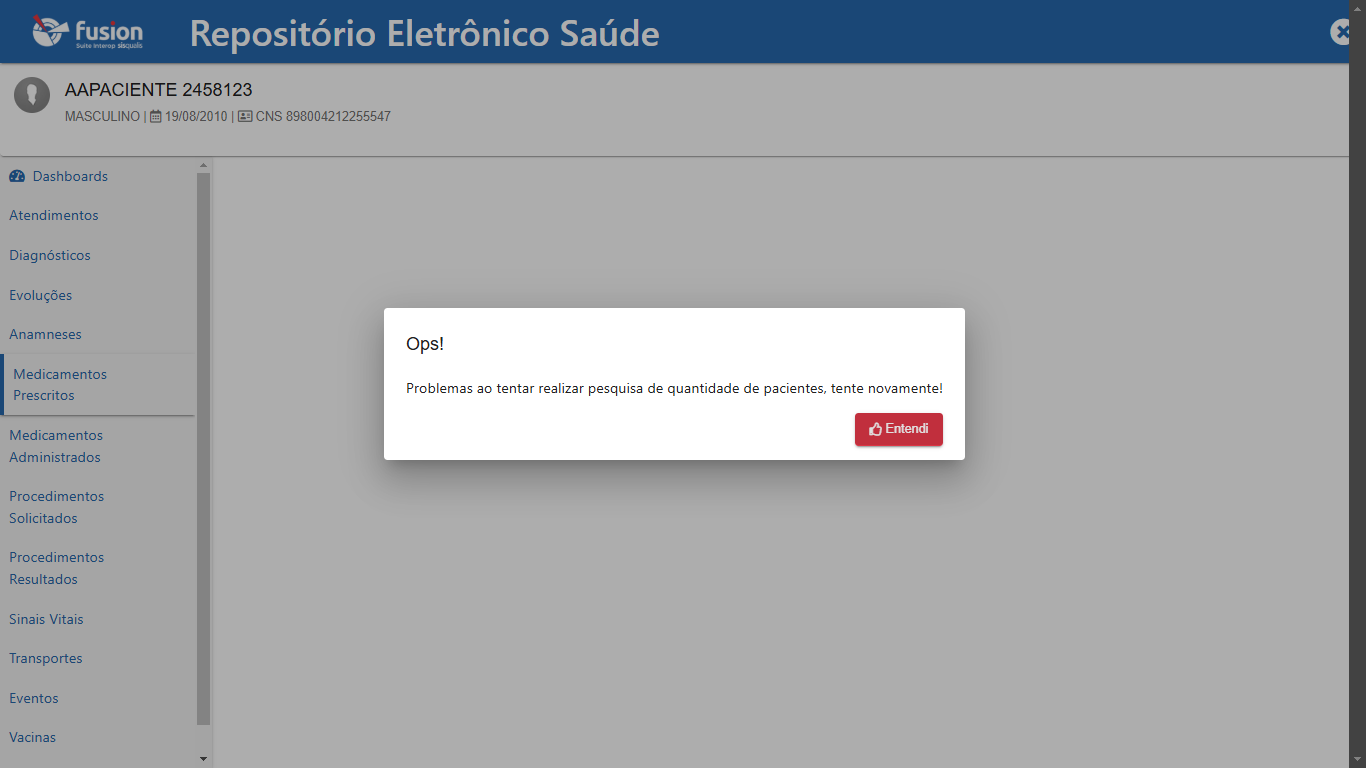 fusion
Suite Interop sisqualis
Repositório Eletrônico Saúde
AAPACIENTE 2458123
MASCULINO | 19/08/2010 | CNS 898004212255547
Dashboards
Atendimentos
Diagnósticos
Evoluções
Anamneses
Medicamentos
Prescritos
Medicamentos
Administrados
Procedimentos
Solicitados
Procedimentos
Resultados
Sinais Vitais
Transportes
Eventos
Vacinas
Ops!
Problemas ao tentar realizar pesquisa de quantidade de pacientes, tente novamente!
Entendi